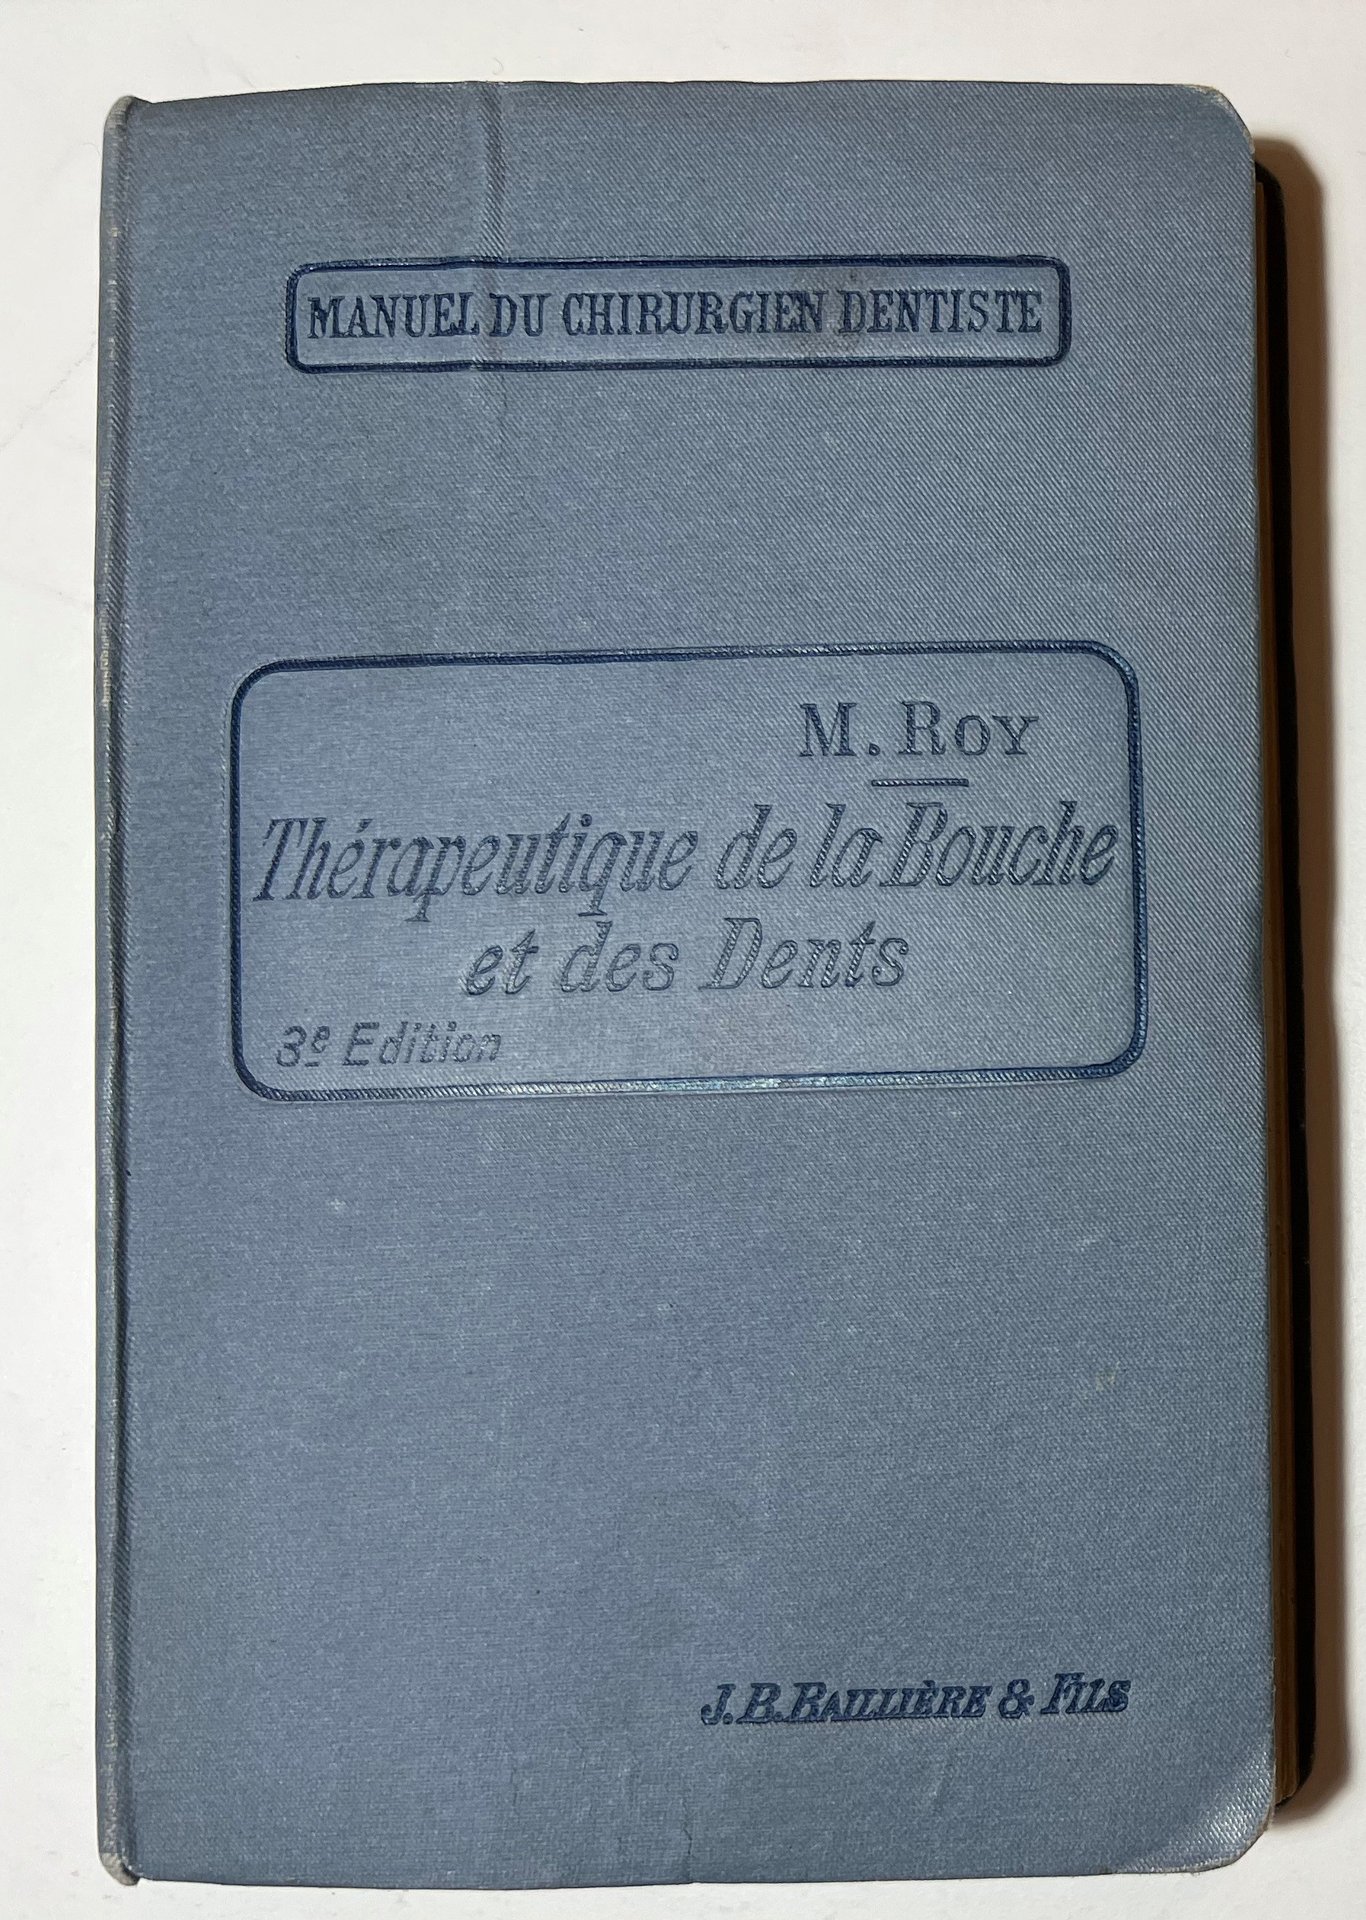 MANUEL DU CHIRURGIEN DENTISTE
M. ROY
Thérapeutique de la Bouche
et des Dents
3e Edition
J. B. BAILLIÈRE & FILS